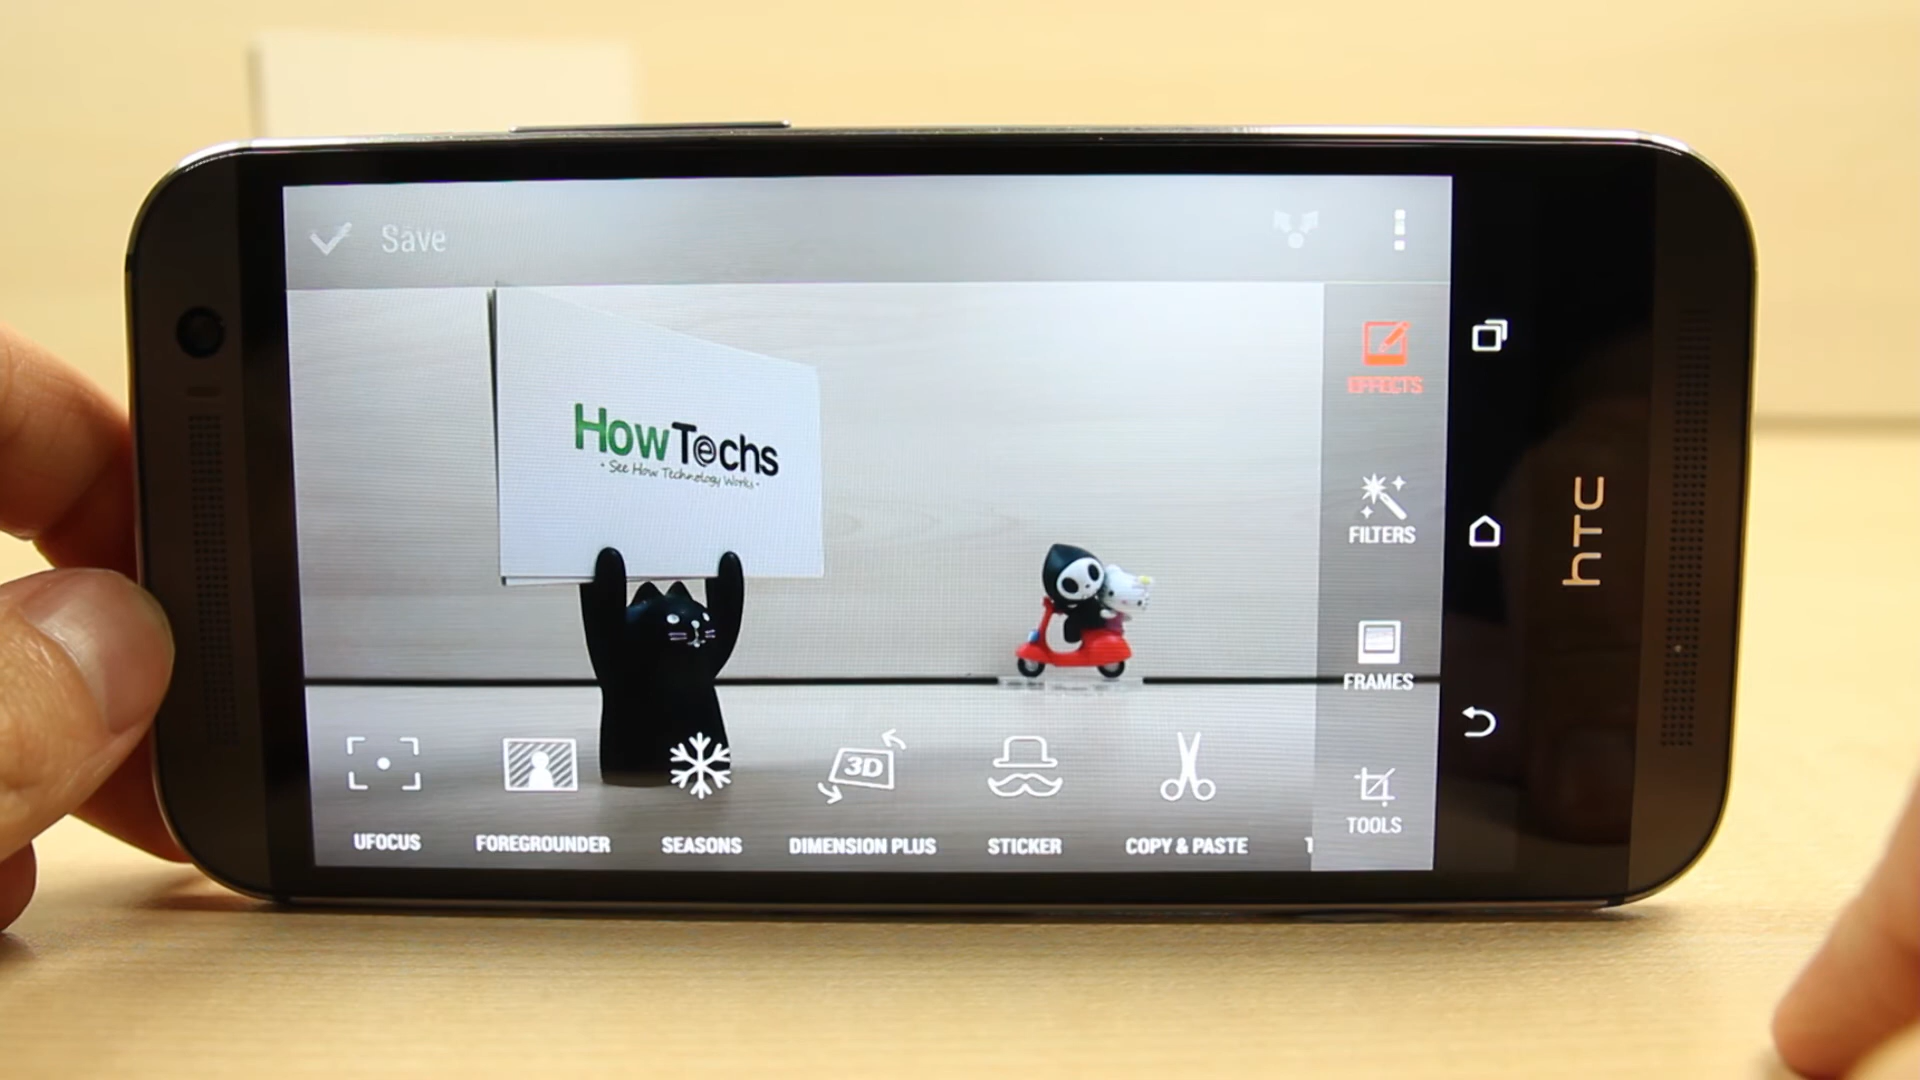 Save
HowTechs
• See How Technology Works •
EFFECTS
FILTERS
FRAMES
TOOLS
3D
UFOCUS FOREGROUNDER SEASONS DIMENSION PLUS STICKER COPY & PASTE
hTC